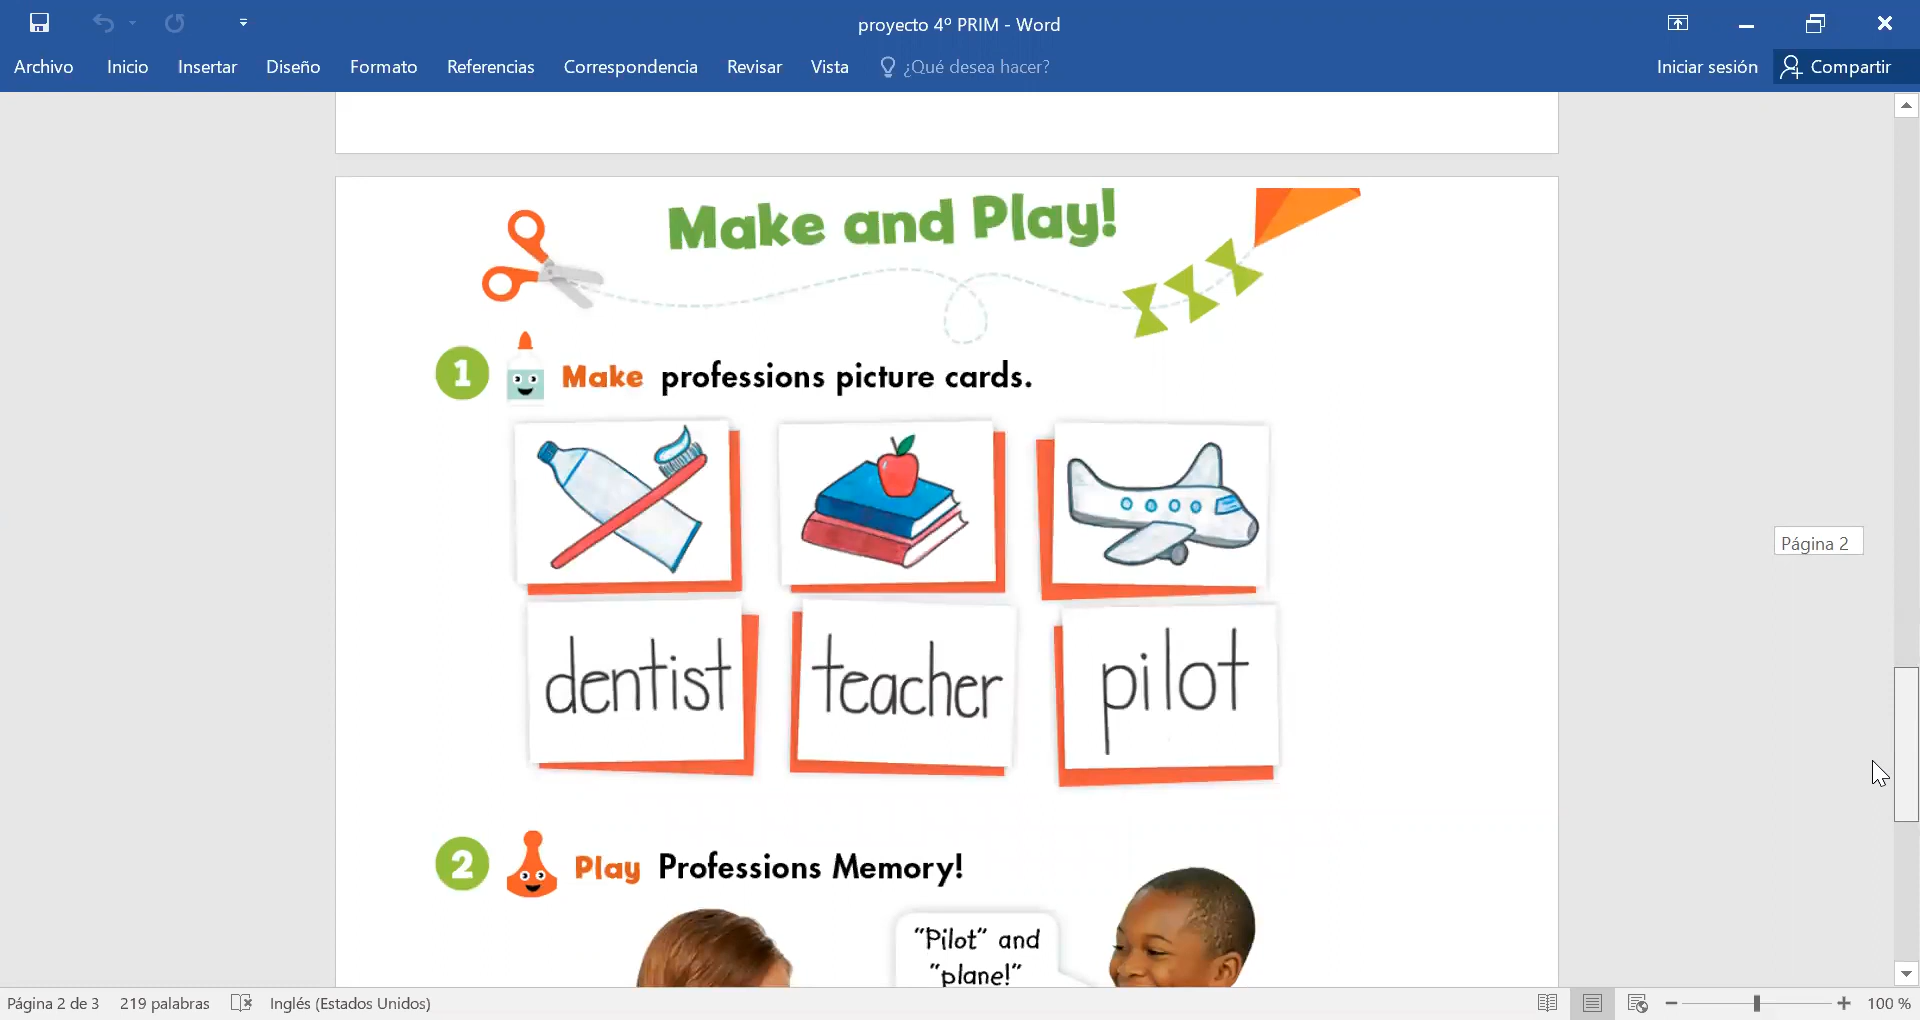 proyecto 4º PRIM - Word
Archivo Inicio Insertar Diseño Formato Referencias Correspondencia Revisar Vista ¿Qué desea hacer? Iniciar sesión Compartir
Make and Play!
1 Make professions picture cards.
dentist teacher pilot
Página 2
2 Play Professions Memory!
"Pilot" and
"plane!"
Página 2 de 3 219 palabras Inglés (Estados Unidos) 100 %